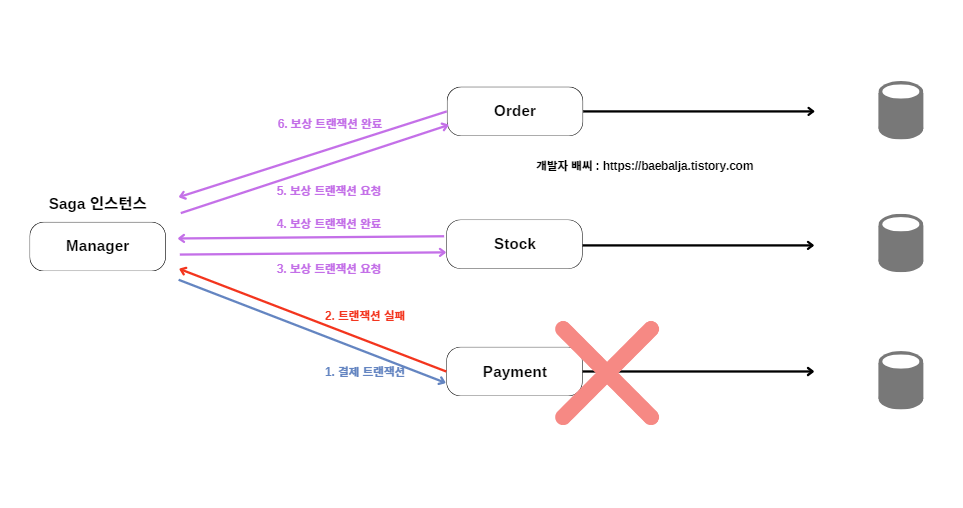 Order
6. 보상 트랜잭션 완료
개발자 배씨 : https://baebalja.tistory.com
5. 보상 트랜잭션 요청
Saga 인스턴스
4. 보상 트랜잭션 완료
Manager
Stock
3. 보상 트랜잭션 요청
2. 트랜잭션 실패
1. 결제 트랜잭션
Payment